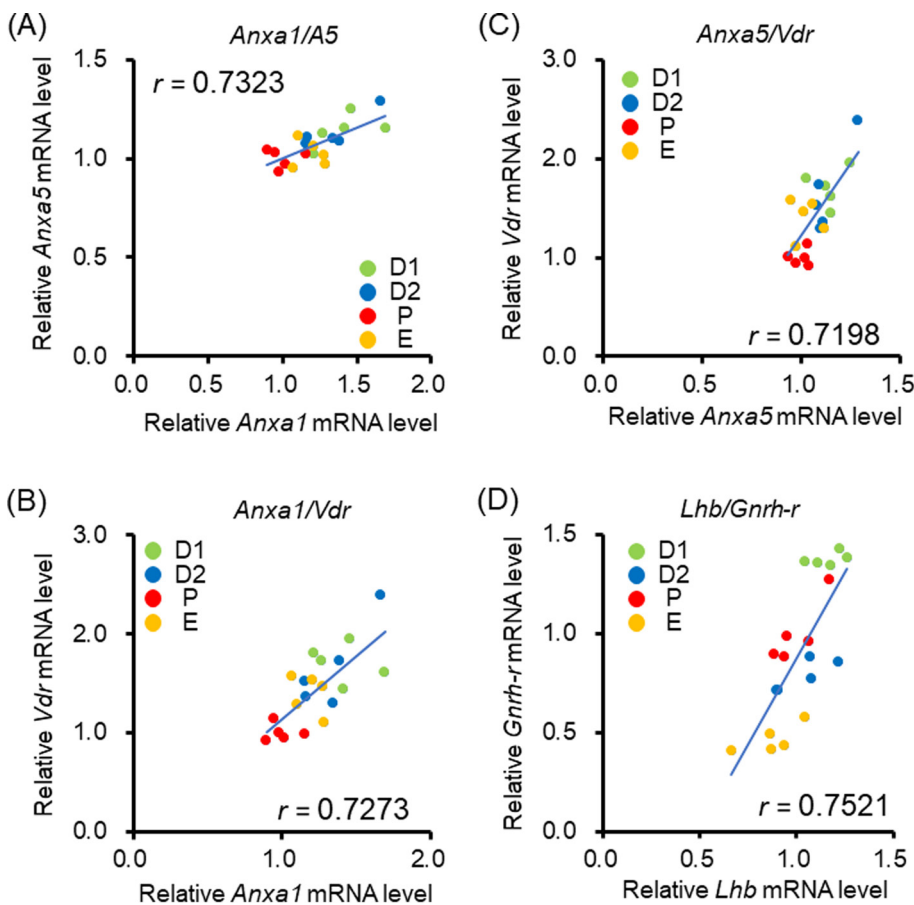 (A)
Anxa1/A5
r = 0.7323
Relative Anxa5 mRNA level
1.5
1.0
0.5
0.0
D1
D2
P
E
0.0 0.5 1.0 1.5 2.0
Relative Anxa1 mRNA level
(C)
Anxa5/Vdr
Relative Vdr mRNA level
3.0
2.0
1.0
0.0
D1
D2
P
E
r = 0.7198
0.0 0.5 1.0 1.5
Relative Anxa5 mRNA level
(B)
Anxa1/Vdr
Relative Vdr mRNA level
3.0
2.0
1.0
0.0
D1
D2
P
E
r = 0.7273
0.0 1.0 2.0
Relative Anxa1 mRNA level
(D)
Lhb/Gnrh-r
Relative Gnrh-r mRNA level
1.5
1.0
0.5
0.0
D1
D2
P
E
r = 0.7521
0.0 0.5 1.0 1.5
Relative Lhb mRNA level